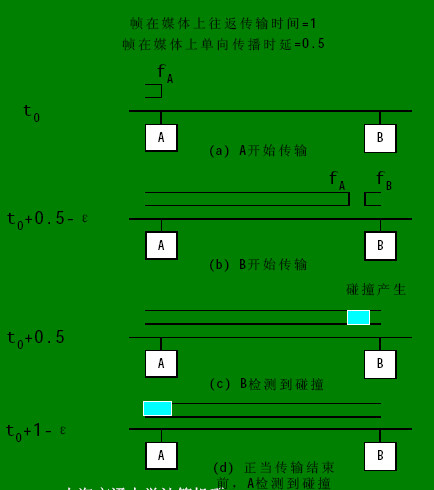 帧在媒体上往返传输时间=1
帧在媒体上单向传播时延=0.5
fA
t0
A
B
(a) A开始传输
fA
fB
t0+0.5-ε
A
B
(b) B开始传输
碰撞产生
t0+0.5
A
B
(c) B检测到碰撞
t0+1-ε
A
B
(d) 正当传输结束
前，A检测到碰撞